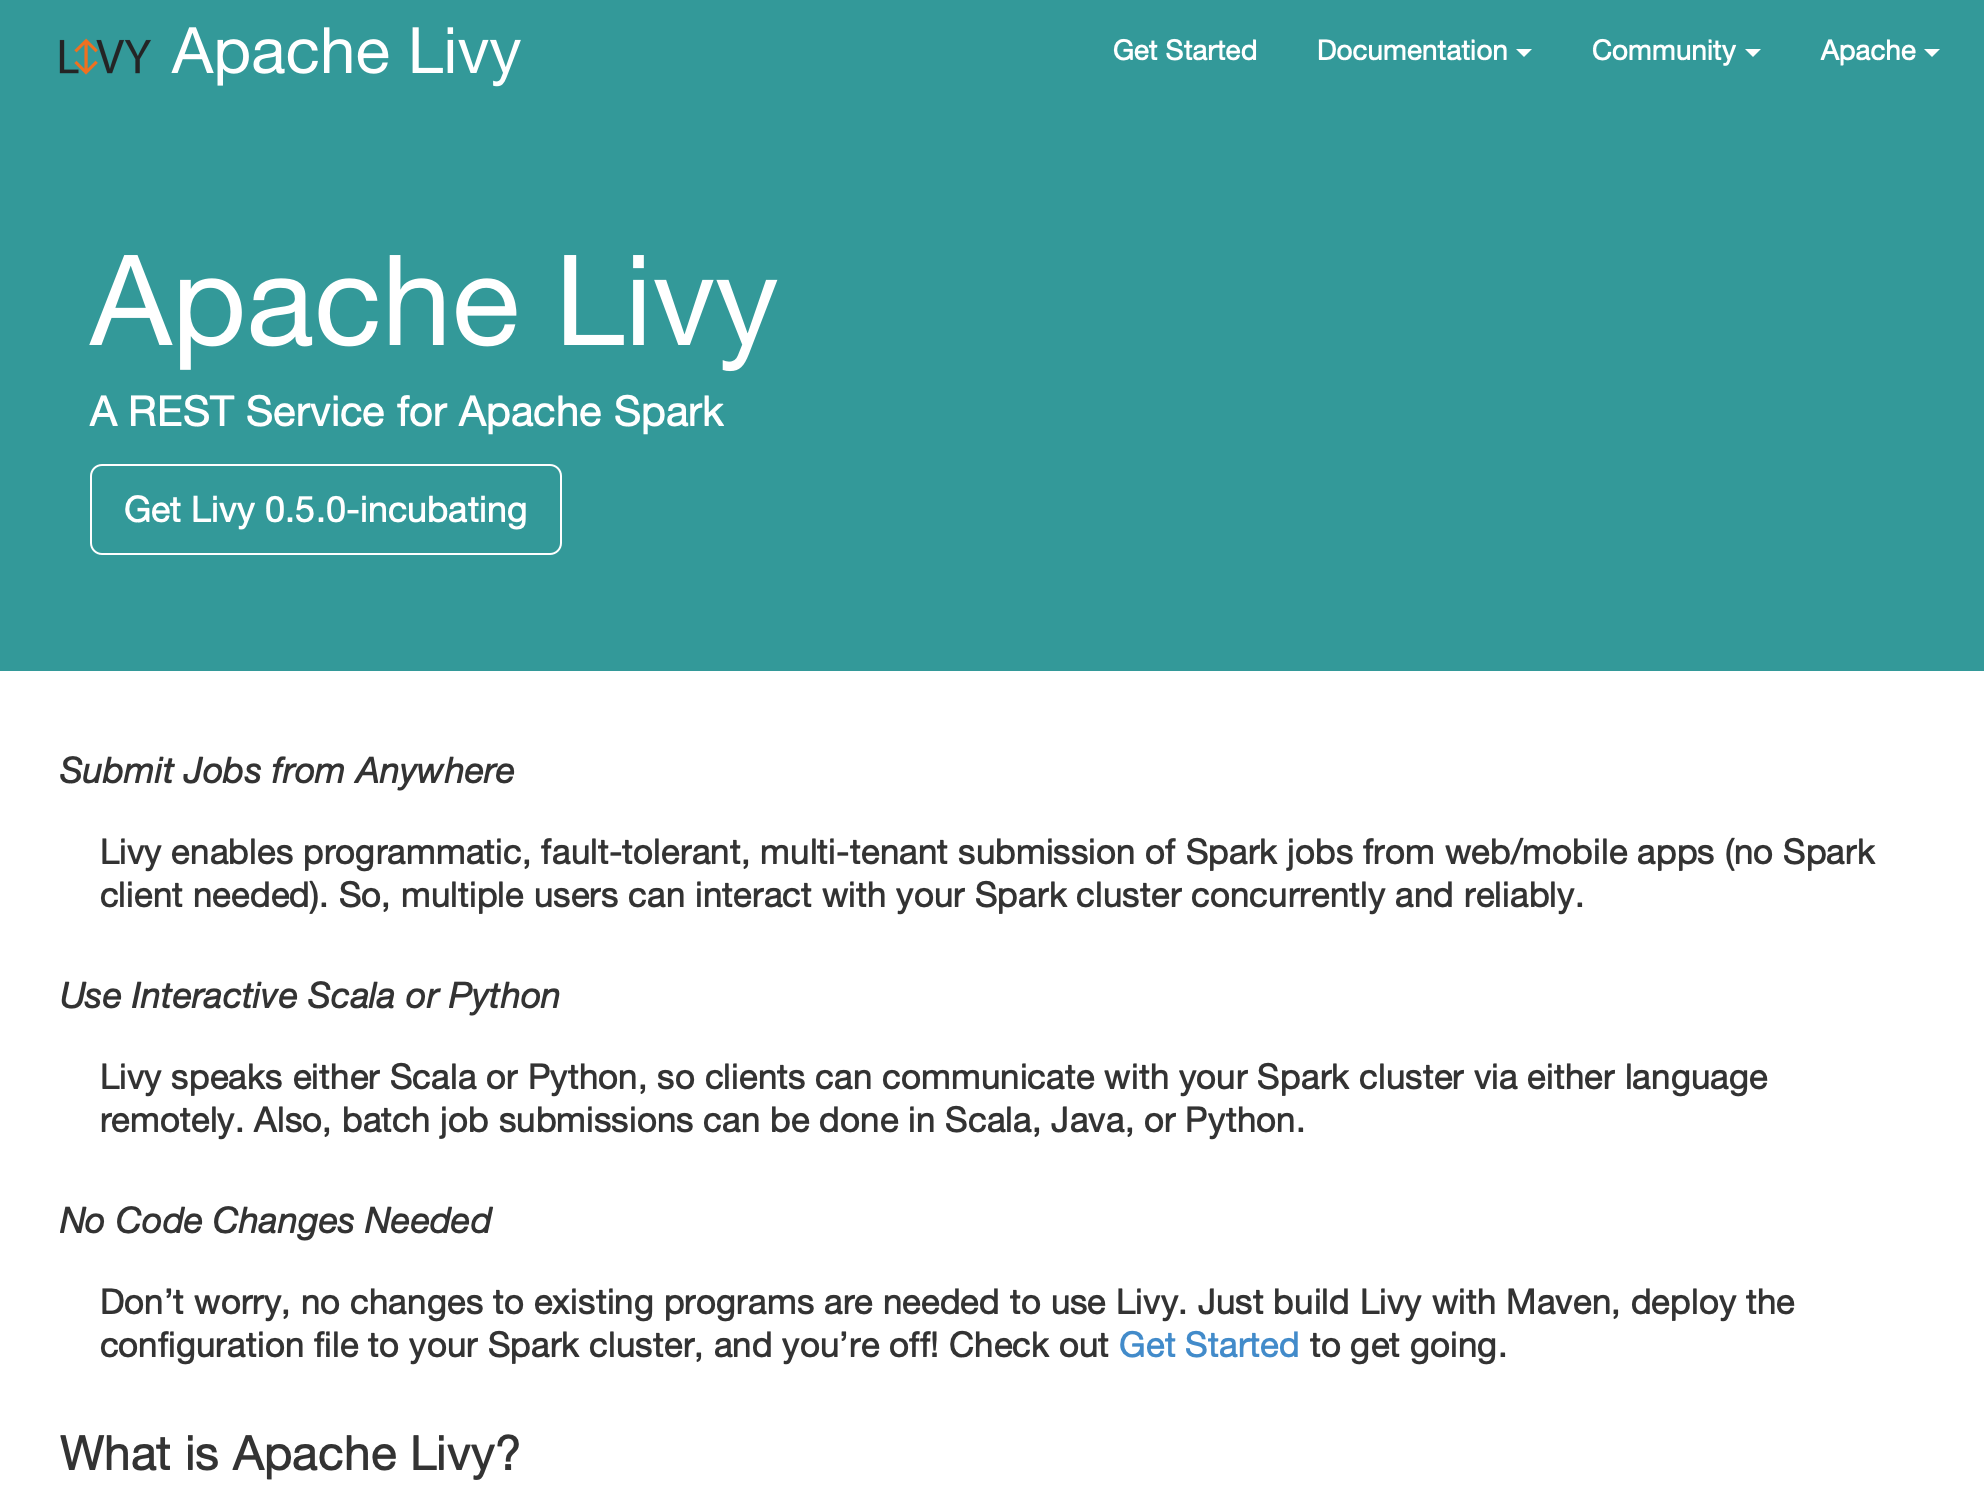 LIVY Apache Livy Get Started Documentation Community Apache
Apache Livy
A REST Service for Apache Spark
Get Livy 0.5.0-incubating
Submit Jobs from Anywhere
Livy enables programmatic, fault-tolerant, multi-tenant submission of Spark jobs from web/mobile apps (no Spark
client needed). So, multiple users can interact with your Spark cluster concurrently and reliably.
Use Interactive Scala or Python
Livy speaks either Scala or Python, so clients can communicate with your Spark cluster via either language
remotely. Also, batch job submissions can be done in Scala, Java, or Python.
No Code Changes Needed
Don’t worry, no changes to existing programs are needed to use Livy. Just build Livy with Maven, deploy the
configuration file to your Spark cluster, and you’re off! Check out Get Started to get going.
What is Apache Livy?